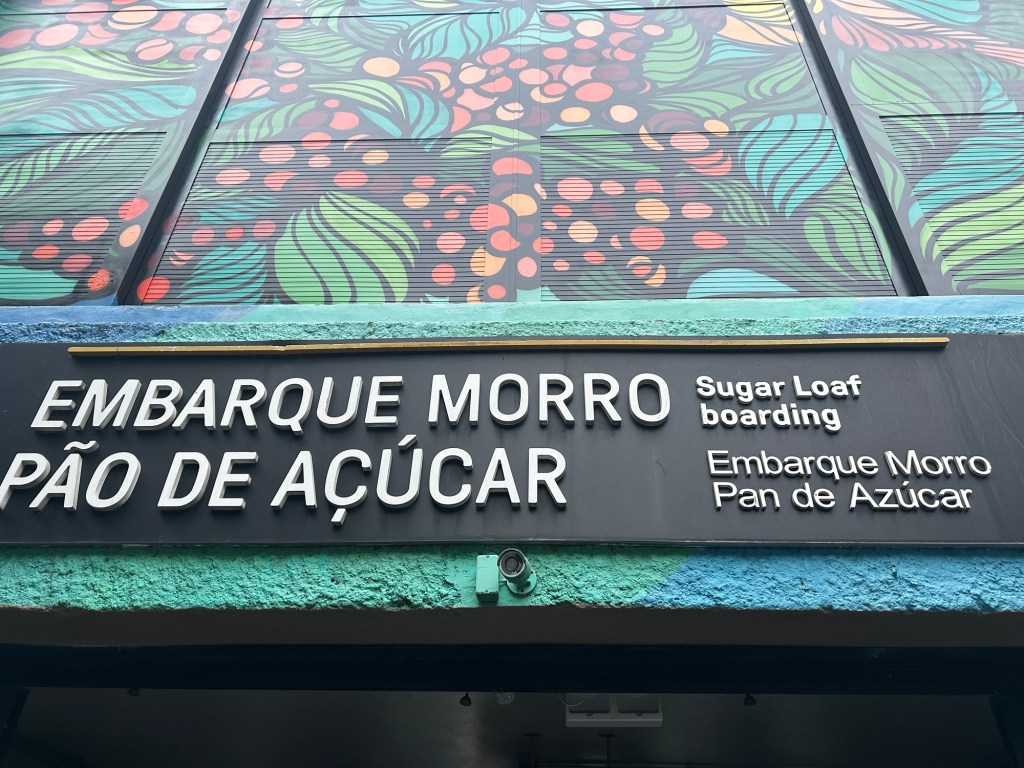 EMBARQUE MORRO
PÃO DE AÇÚCAR
Sugar Loaf
boarding
Embarque Morro
Pan de Azúcar